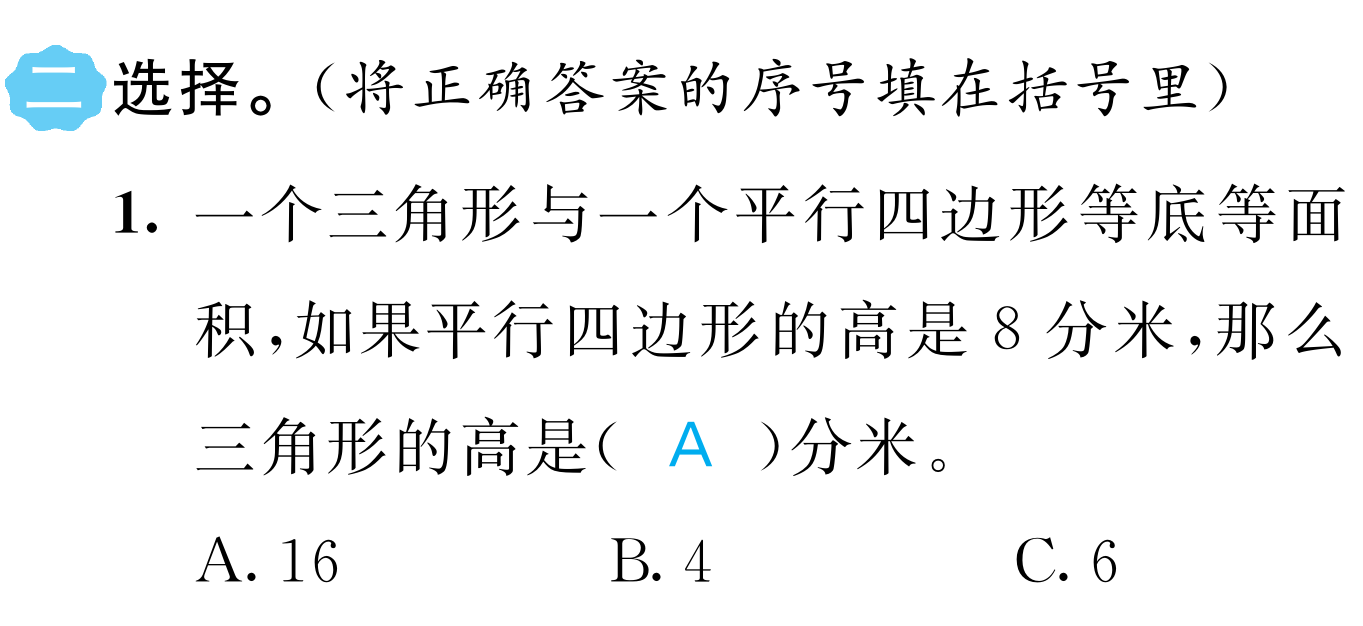 二 选择。(将正确答案的序号填在括号里)
1. 一个三角形与一个平行四边形等底等面
积,如果平行四边形的高是 8 分米,那么
三角形的高是( A )分米。
A. 16 B. 4 C. 6